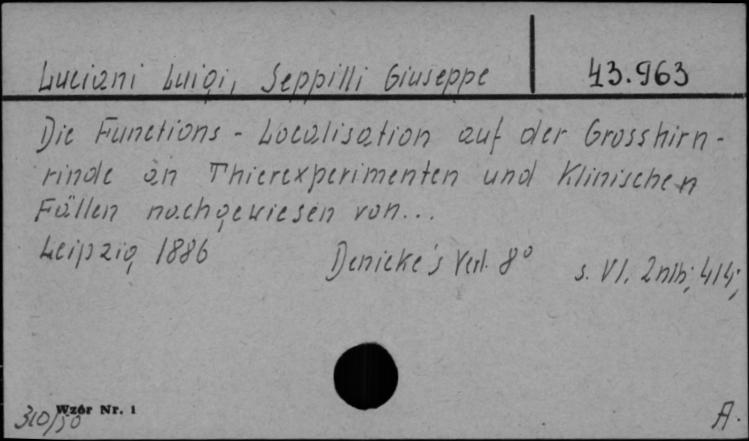 Luciani Luigi, Seppilli Giuseppe 43.963
Die Functions - Localisation auf der Grosshirn-
rinde an Thierexperimenten und Klinischen
Fällen nachgewiesen von...
Leipzig 1886 Denicke's Verl. 8° s. VI, 2nlb; 414;
Wzór Nr. 1
310/50 A.